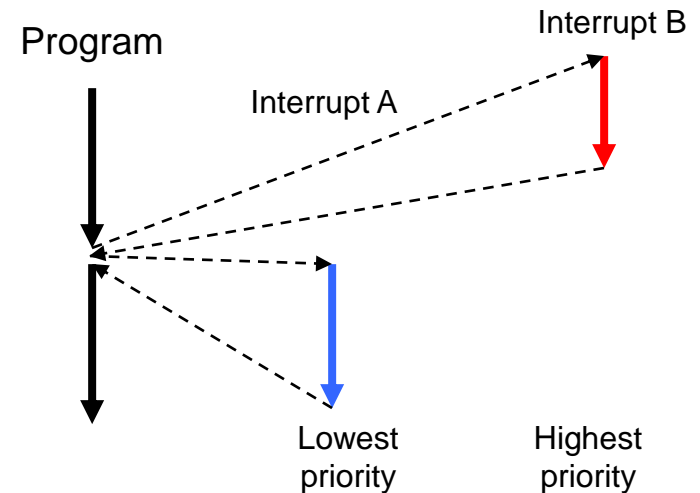 Interrupt B
Program
Interrupt A
Lowest
priority
Highest
priority